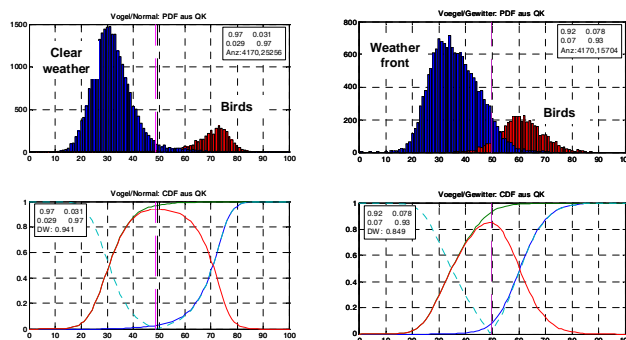 Vogel/Normal: PDF aus QK
1500
1000
500
0
0 10 20 30 40 50 60 70 80 90 100
Clear
weather
Birds
0.97 0.031
0.029 0.97
Anz:4170,25256
Vogel/Gewitter: PDF aus QK
800
600
400
200
0
0 10 20 30 40 50 60 70 80 90 100
Weather
front
Birds
0.92 0.078
0.07 0.93
Anz:4170,15704
Vogel/Normal: CDF aus QK
1
0.8
0.6
0.4
0.2
0
0 10 20 30 40 50 60 70 80 90 100
0.97 0.031
0.029 0.97
DW: 0.941
Voegel/Gewitter: CDF aus QK
1
0.8
0.6
0.4
0.2
0
0 10 20 30 40 50 60 70 80 90 100
0.92 0.078
0.07 0.93
DW: 0.849